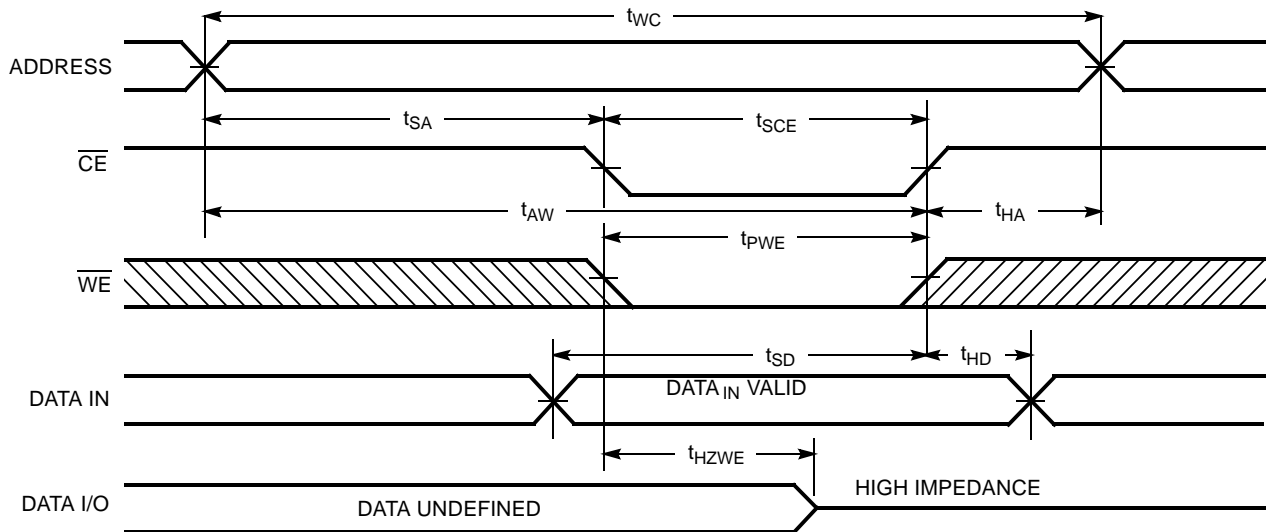 tWC
ADDRESS
tSA
tSCE
CE
tAW
tHA
tPWE
WE
tSD
tHD
DATA IN
DATA IN VALID
tHZWE
DATA I/O
DATA UNDEFINED
HIGH IMPEDANCE